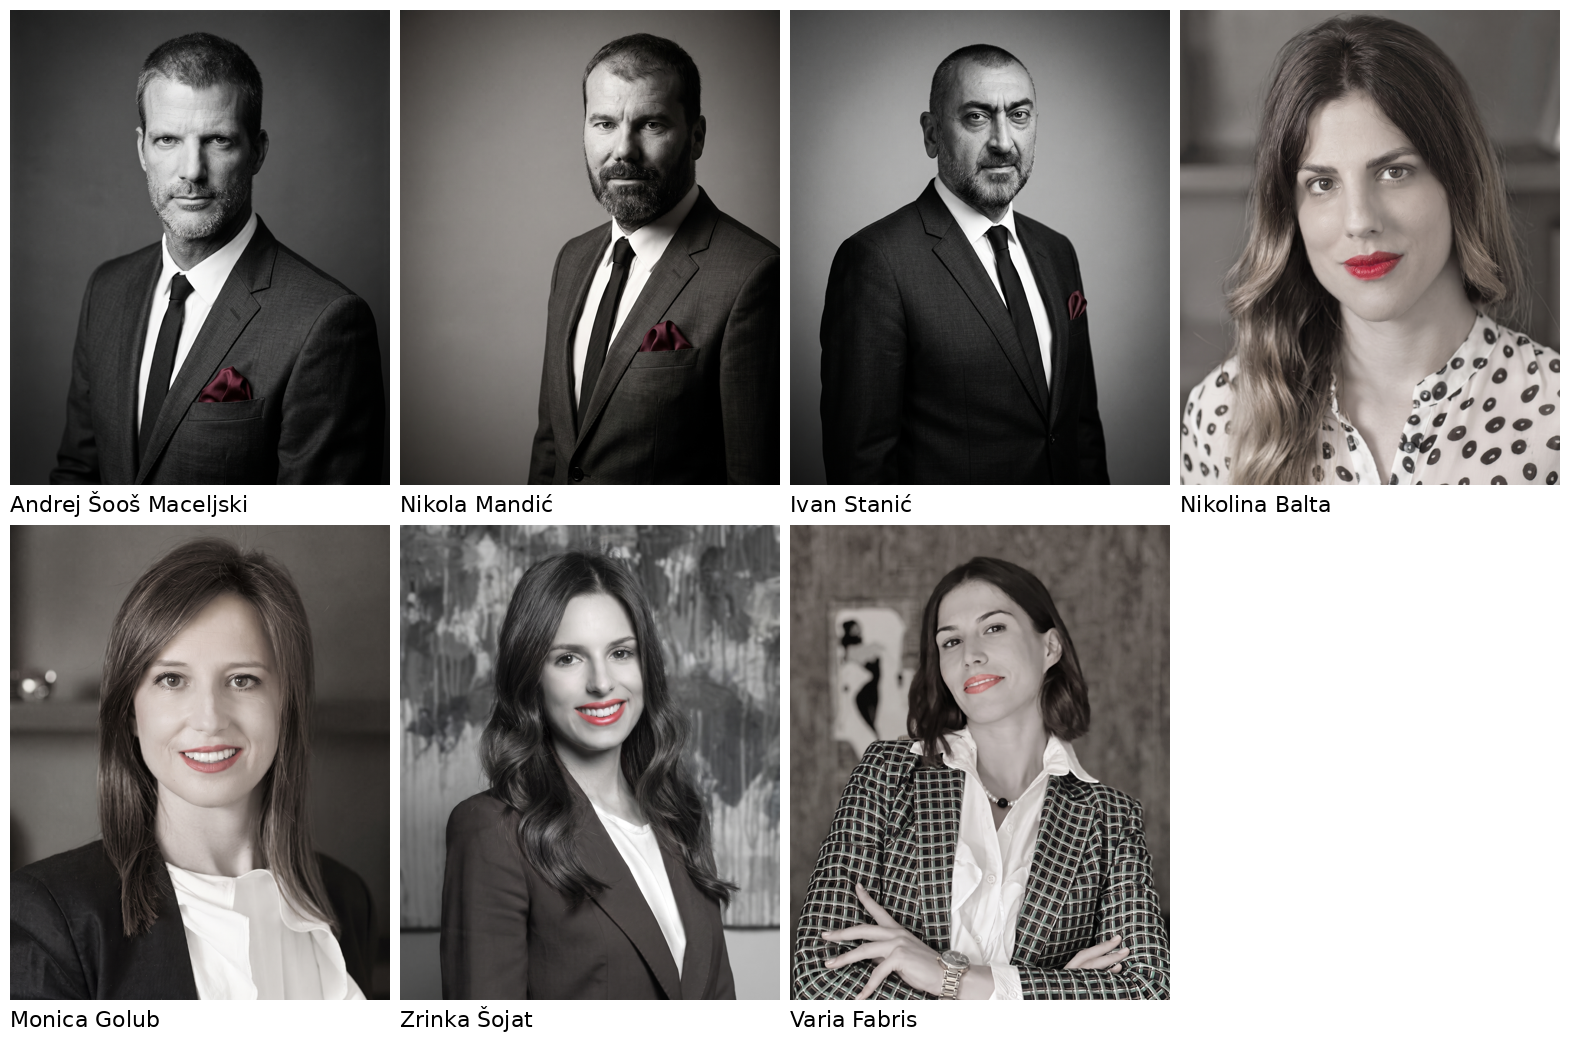 Andrej Šooš Maceljski
Nikola Mandić
Ivan Stanić
Nikolina Balta
Monica Golub
Zrinka Šojat
Varia Fabris